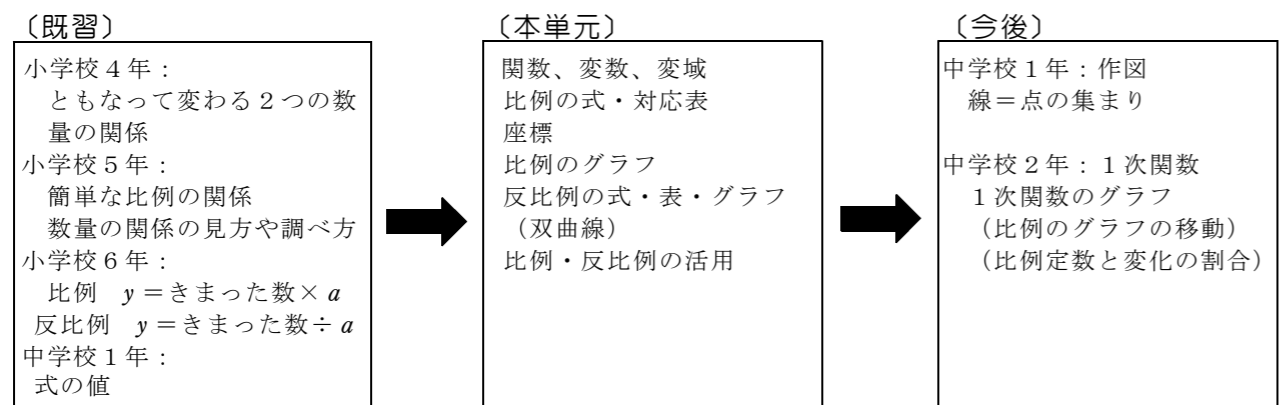 〔既習〕
小学校４年：
ともなって変わる２つの数
量の関係
小学校５年：
簡単な比例の関係
数量の関係の見方や調べ方
小学校６年：
比例　y＝きまった数×a
反比例　y＝きまった数÷a
中学校１年：
式の値
〔本単元〕
関数、変数、変域
比例の式・対応表
座標
比例のグラフ
反比例の式・表・グラフ
（双曲線）
比例・反比例の活用
〔今後〕
中学校１年：作図
線＝点の集まり
中学校２年：１次関数
１次関数のグラフ
（比例のグラフの移動）
（比例定数と変化の割合）